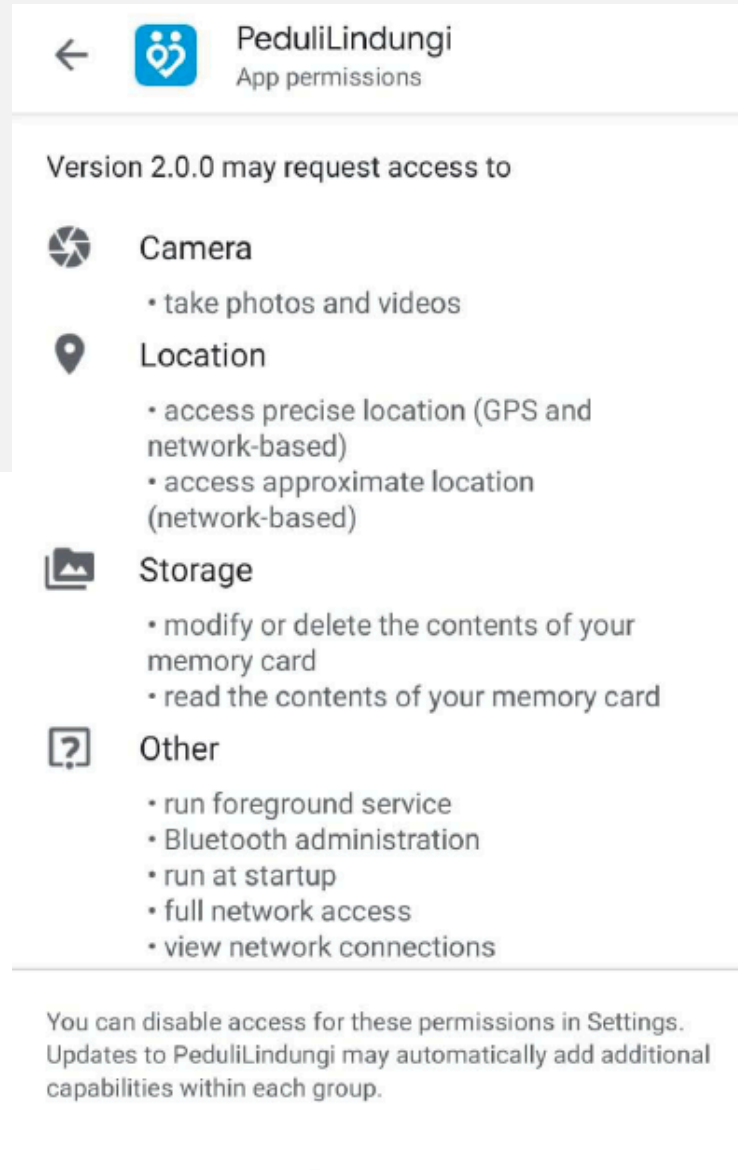 PeduliLindungi
App permissions
Version 2.0.0 may request access to
Camera
• take photos and videos
Location
• access precise location (GPS and
network-based)
• access approximate location
(network-based)
Storage
• modify or delete the contents of your
memory card
• read the contents of your memory card
Other
• run foreground service
• Bluetooth administration
• run at startup
• full network access
• view network connections
You can disable access for these permissions in Settings.
Updates to PeduliLindungi may automatically add additional
capabilities within each group.